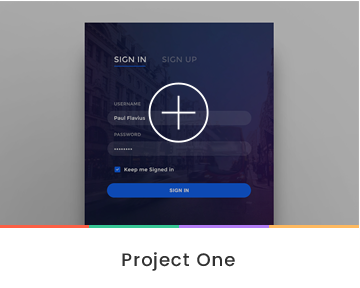 SIGN IN SIGN UP
USERNAME
Paul Flavius
PASSWORD
••••••••
Keep me Signed in
SIGN IN
Project One